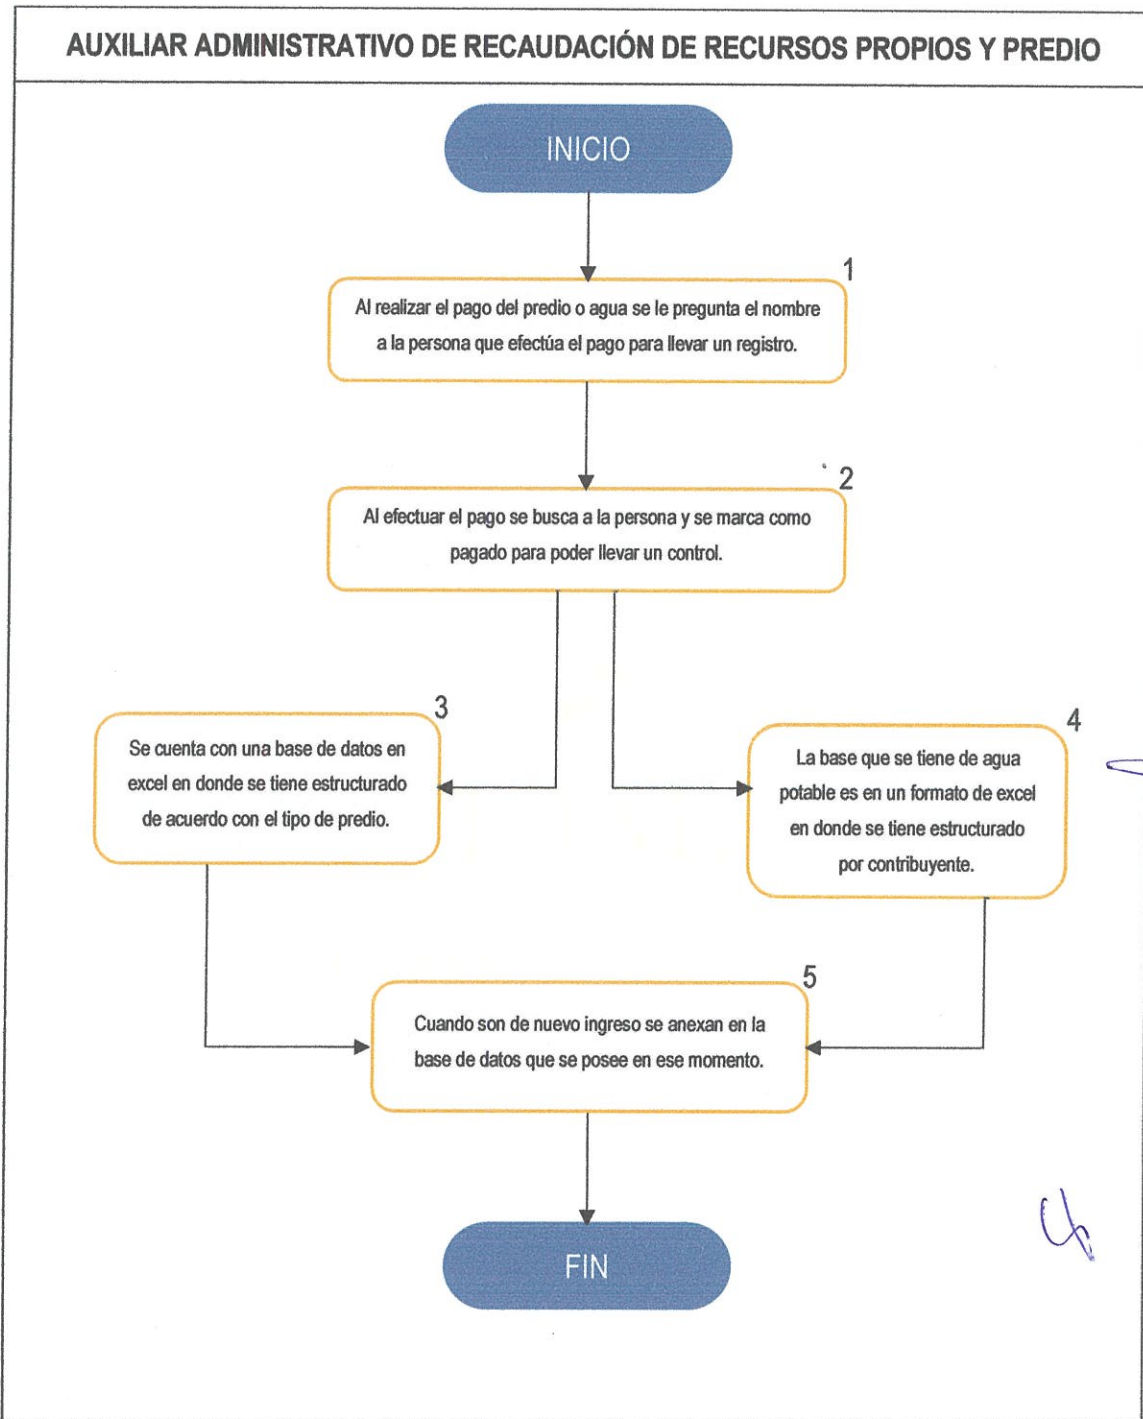 AUXILIAR ADMINISTRATIVO DE RECAUDACIÓN DE RECURSOS PROPIOS Y PREDIO
INICIO
1
Al realizar el pago del predio o agua se le pregunta el nombre
a la persona que efectúa el pago para llevar un registro.
2
Al efectuar el pago se busca a la persona y se marca como
pagado para poder llevar un control.
3
Se cuenta con una base de datos en
excel en donde se tiene estructurado
de acuerdo con el tipo de predio.
4
La base que se tiene de agua
potable es en un formato de excel
en donde se tiene estructurado
por contribuyente.
5
Cuando son de nuevo ingreso se anexan en la
base de datos que se posee en ese momento.
FIN